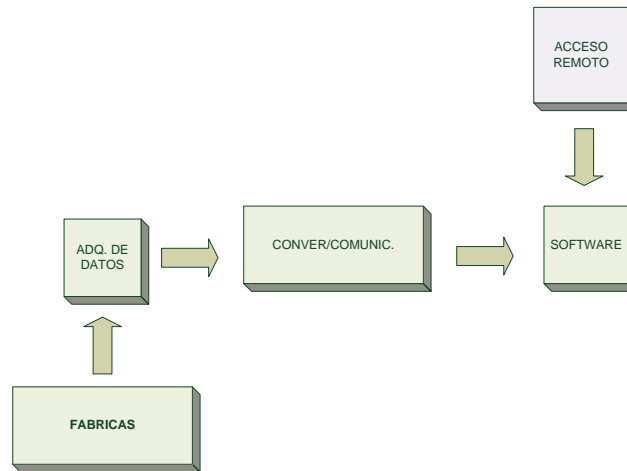 ACCESO
REMOTO
ADQ. DE
DATOS
CONVER/COMUNIC.
SOFTWARE
FABRICAS